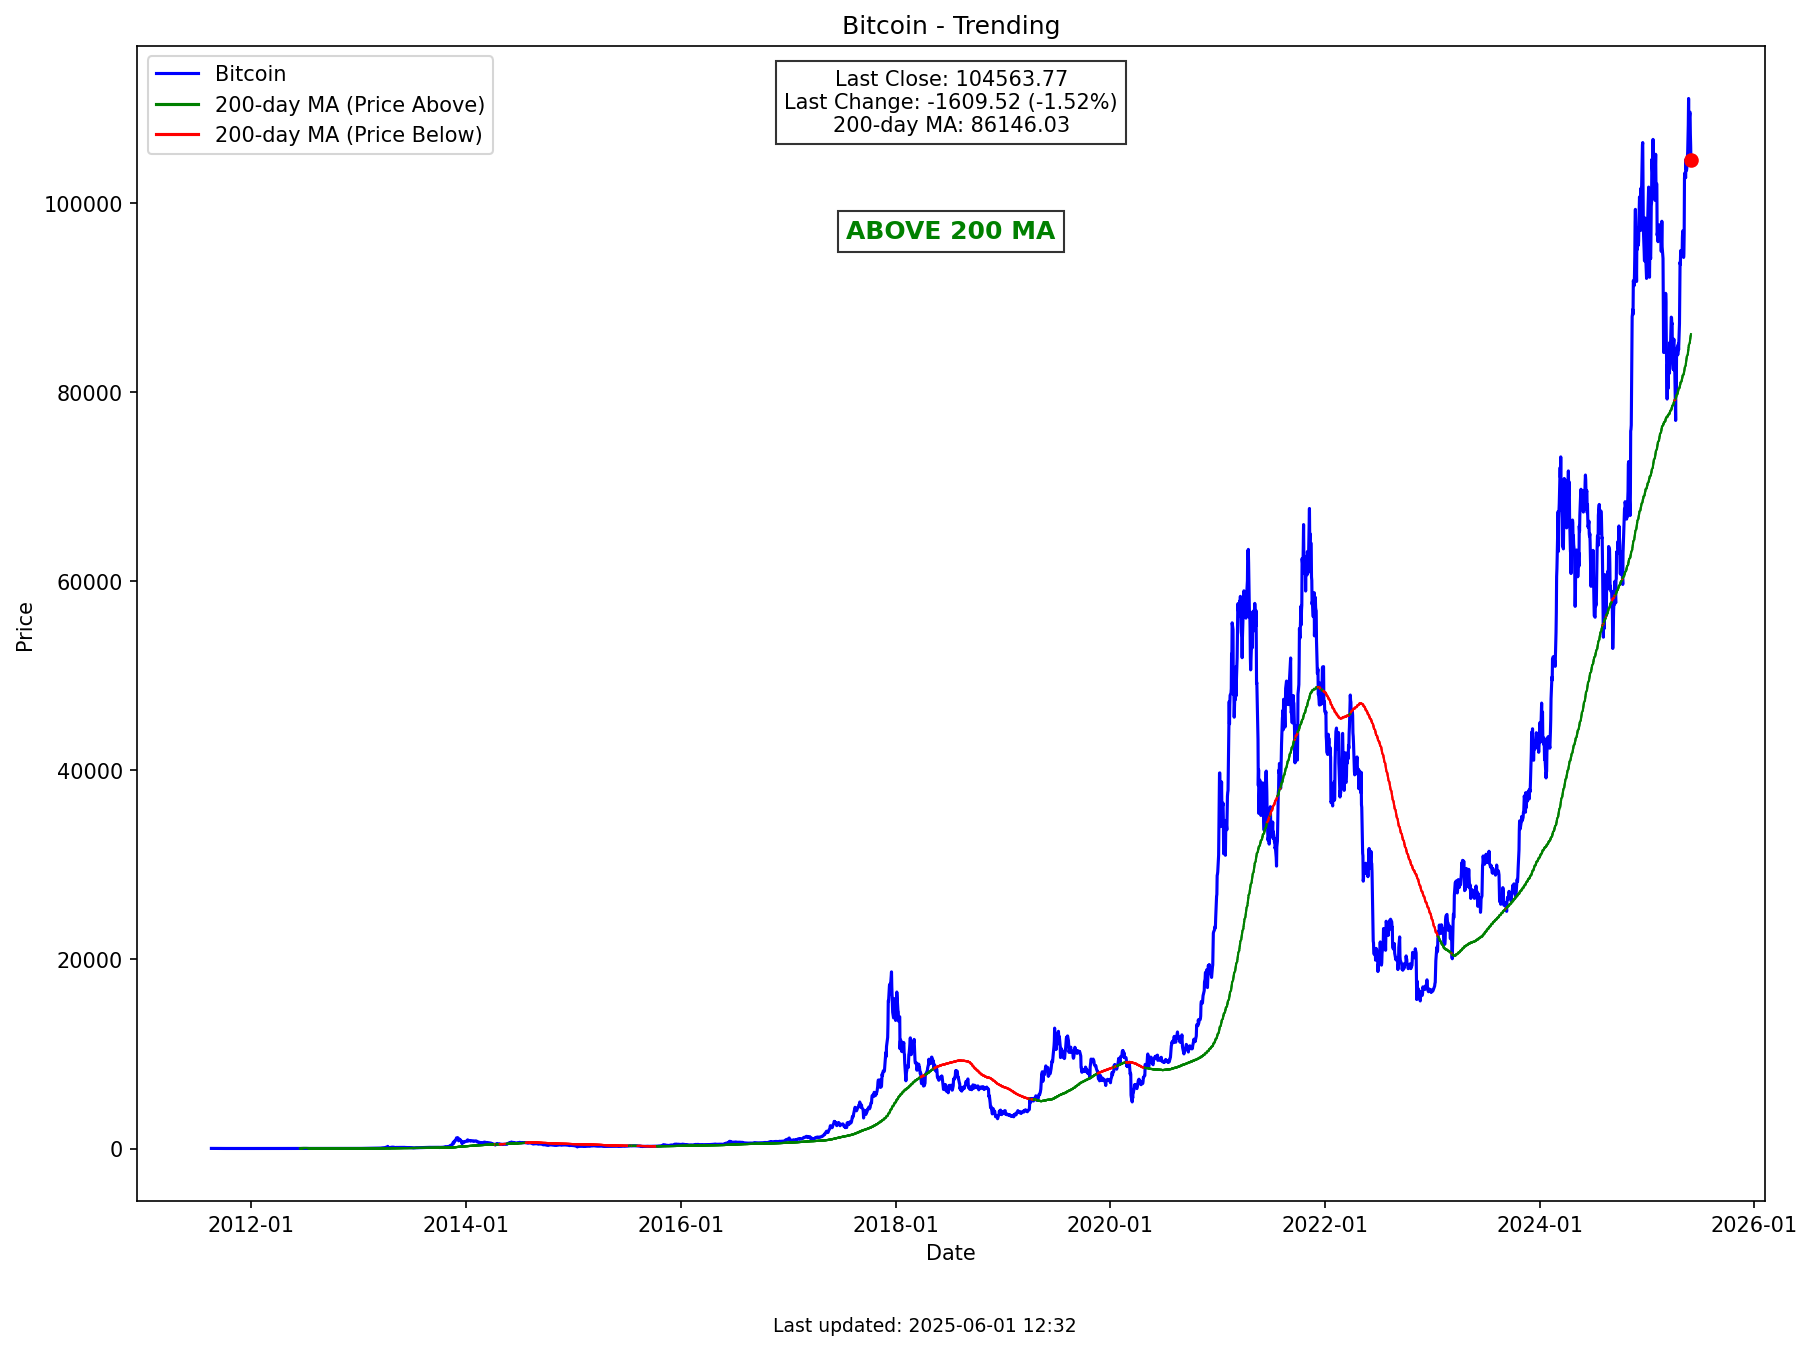 Bitcoin - Trending
Bitcoin
200-day MA (Price Above)
200-day MA (Price Below)
Last Close: 104563.77
Last Change: -1609.52 (-1.52%)
200-day MA: 86146.03
ABOVE 200 MA
Price
100000
80000
60000
40000
20000
0
2012-01
2014-01
2016-01
2018-01
2020-01
2022-01
2024-01
2026-01
Date
Last updated: 2025-06-01 12:32